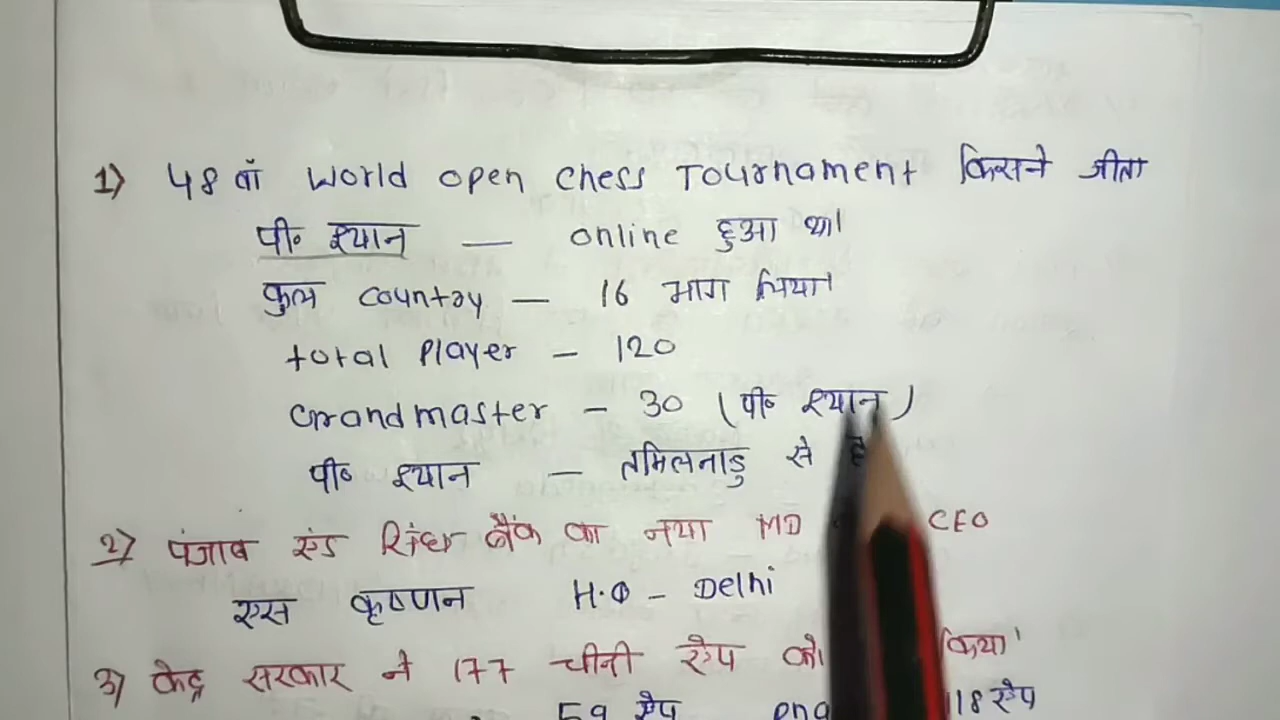 1) 48 वाँ World Open Chess Tournament किसने जीता
पी॰ श्यान — online हुआ था
कुल Country — 16 भाग लिया
total Player - 120
Grandmaster - 30 (पी॰ श्यान)
पी॰ श्यान — तमिलनाडु से है
2) पंजाब एंड सिंध बैंक का नया MD CEO
एस कृष्णन H.O - Delhi
3) केंद्र सरकार ने 177 चीनी ऐप को किया
59 ऐप 118 ऐप